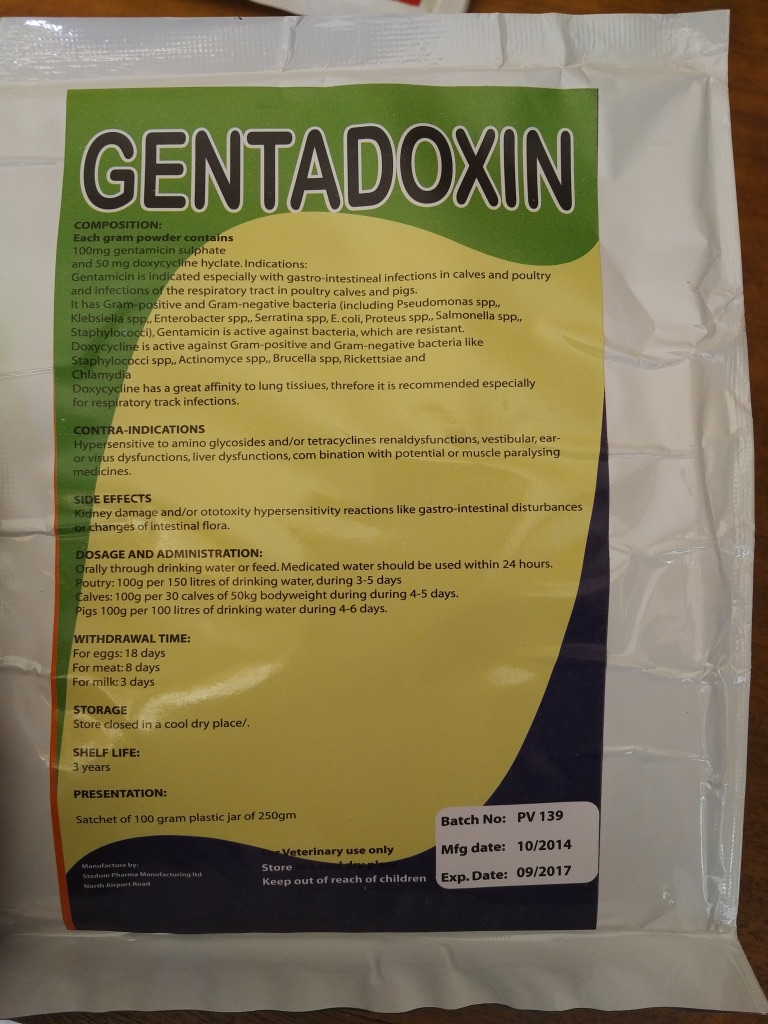 GENTADOXIN
COMPOSITION:
Each gram powder contains
100mg gentamicin sulphate
and 50 mg doxycycline hyclate. Indications:
Gentamicin is indicated especially with gastro-intestineal infections in calves and poultry
and infections of the respiratory tract in poultry calves and pigs.
It has Gram-positive and Gram-negative bacteria (including Pseudomonas spp,,
Klebsiella spp,, Enterobacter spp,, Serratina spp, E. coli, Proteus spp,, Salmonella spp,,
Staphylococci), Gentamicin is active against bacteria, which are resistant.
Doxycycline is active against Gram-positive and Gram-negative bacteria like
Staphylococci spp,, Actinomyce spp,, Brucella spp, Rickettsiae and
Chlamydia
Doxycycline has a great affinity to lung tissiues, threfore it is recommended especially
for respiratory track infections.
CONTRA-INDICATIONS
Hypersensitive to amino glycosides and/or tetracyclines renaldysfunctions, vestibular, ear-
or visus dysfunctions, liver dysfunctions, com bination with potential or muscle paralysing
medicines.
SIDE EFFECTS
Kidney damage and/or ototoxity hypersensitivity reactions like gastro-intestinal disturbances
or changes of intestinal flora.
DOSAGE AND ADMINISTRATION:
Orally through drinking water or feed. Medicated water should be used within 24 hours.
Poutry: 100g per 150 litres of drinking water, during 3-5 days
Calves: 100g per 30 calves of 50kg bodyweight during during 4-5 days.
Pigs 100g per 100 litres of drinking water during 4-6 days.
WITHDRAWAL TIME:
For eggs: 18 days
For meat: 8 days
For milk: 3 days
STORAGE
Store closed in a cool dry place/.
SHELF LIFE:
3 years
PRESENTATION:
Satchet of 100 gram plastic jar of 250gm
Batch No: PV 139
Mfg date: 10/2014
Exp. Date: 09/2017
Veterinary use only
Store
Keep out of reach of children
Manufacture by:
Stedum Pharma Manufacturing ltd
North Airport Road